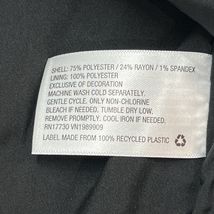 SHELL: 75% POLYESTER / 24% RAYON / 1% SPANDEX
LINING: 100% POLYESTER
EXCLUSIVE OF DECORATION
MACHINE WASH COLD SEPARATELY.
GENTLE CYCLE. ONLY NON-CHLORINE
BLEACH IF NEEDED. TUMBLE DRY LOW.
REMOVE PROMPTLY. COOL IRON IF NEEDED.
RN17730 VN1989909
LABEL MADE FROM 100% RECYCLED PLASTIC